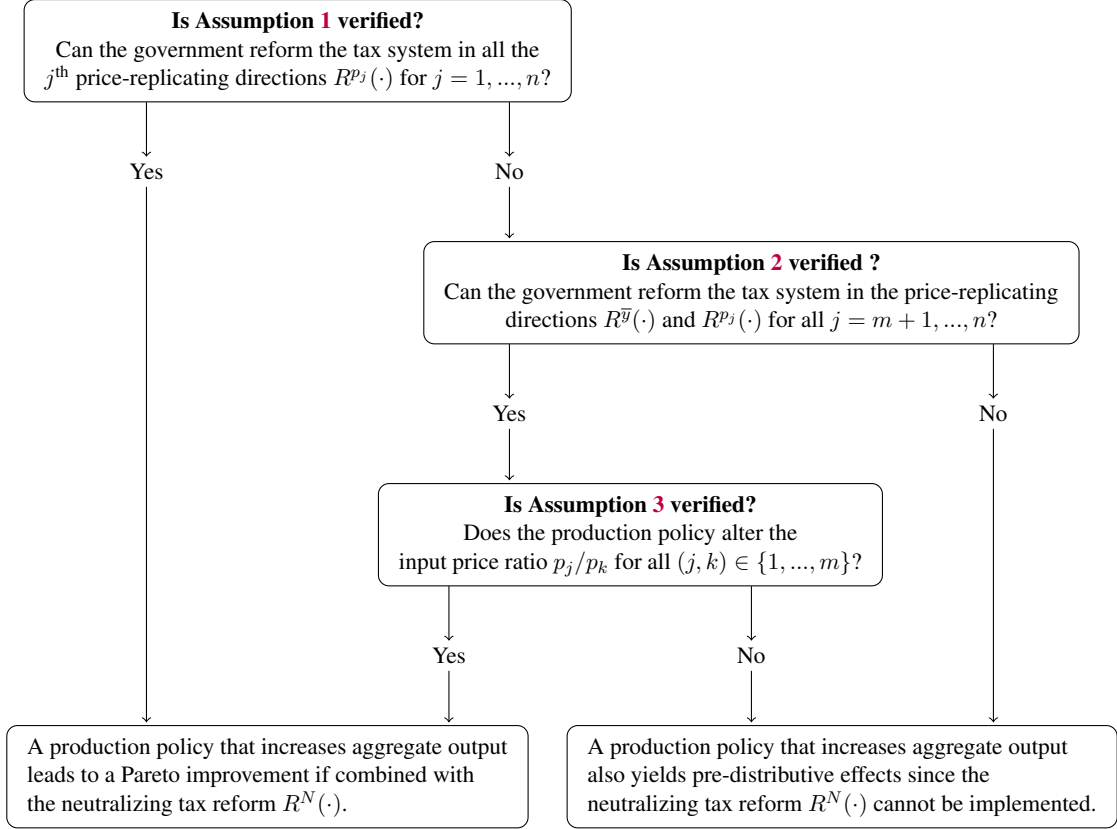 Is Assumption 1 verified?
Can the government reform the tax system in all the
jᵗʰ price-replicating directions R^{p_j}(·) for j = 1, ..., n?
Yes
No
Is Assumption 2 verified ?
Can the government reform the tax system in the price-replicating
directions R^{\overline{y}}(·) and R^{p_j}(·) for all j = m + 1, ..., n?
Yes
No
Is Assumption 3 verified?
Does the production policy alter the
input price ratio p_j/p_k for all (j, k) ∈ {1, ..., m}?
Yes
No
A production policy that increases aggregate output
leads to a Pareto improvement if combined with
the neutralizing tax reform R^N(·).
A production policy that increases aggregate output
also yields pre-distributive effects since the
neutralizing tax reform R^N(·) cannot be implemented.